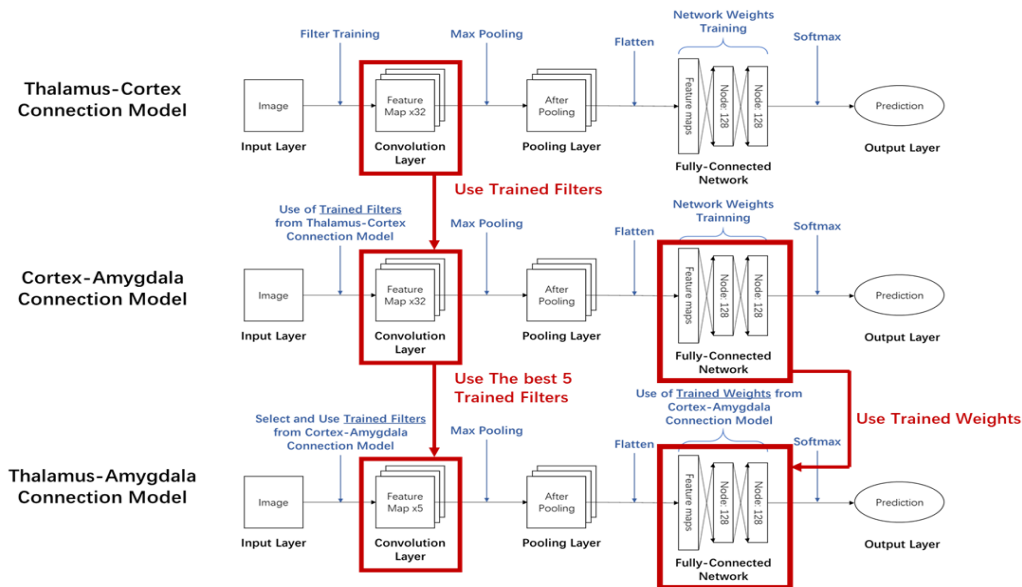 Network Weights
Training
Filter Training
Max Pooling
Flatten
Softmax
Thalamus-Cortex
Connection Model
Image
Feature
Map x32
After
Pooling
Feature maps
Node: 128
Node: 128
Prediction
Input Layer
Convolution
Layer
Pooling Layer
Fully-Connected
Network
Output Layer
Use Trained Filters
Use of Trained Filters
from Thalamus-Cortex
Connection Model
Max Pooling
Flatten
Network Weights
Trainning
Softmax
Cortex-Amygdala
Connection Model
Image
Feature
Map x32
After
Pooling
Feature maps
Node: 128
Node: 128
Prediction
Input Layer
Convolution
Layer
Pooling Layer
Fully-Connected
Network
Output Layer
Use The best 5
Trained Filters
Use of Trained Weights from
Cortex-Amygdala
Connection Model
Use Trained Weights
Select and Use Trained Filters
from Cortex-Amygdala
Connection Model
Max Pooling
Flatten
Softmax
Thalamus-Amygdala
Connection Model
Image
Feature
Map x5
After
Pooling
Feature maps
Node: 128
Node: 128
Prediction
Input Layer
Convolution
Layer
Pooling Layer
Fully-Connected
Network
Output Layer